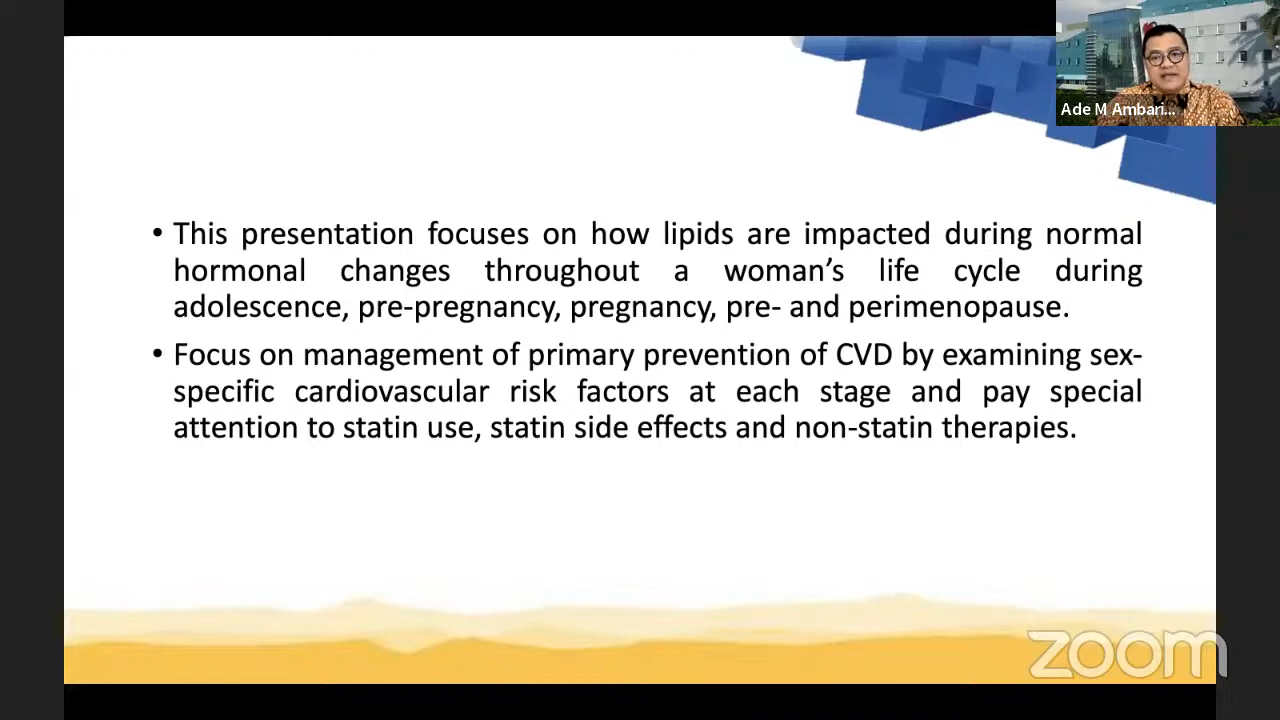 Ade M Ambari...
• This presentation focuses on how lipids are impacted during normal
hormonal changes throughout a woman’s life cycle during
adolescence, pre-pregnancy, pregnancy, pre- and perimenopause.
• Focus on management of primary prevention of CVD by examining sex-
specific cardiovascular risk factors at each stage and pay special
attention to statin use, statin side effects and non-statin therapies.
zoom